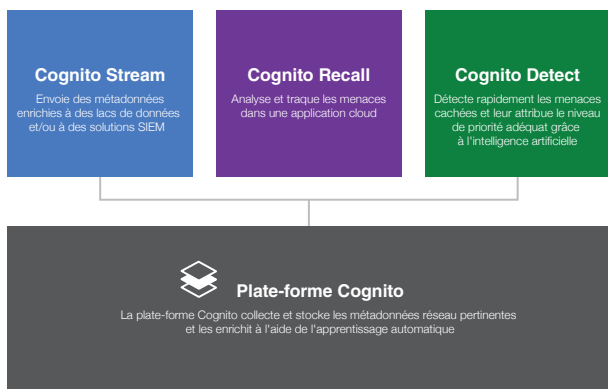 Cognito Stream
Envoie des métadonnées
enrichies à des lacs de données
et/ou à des solutions SIEM
Cognito Recall
Analyse et traque les menaces
dans une application cloud
Cognito Detect
Détecte rapidement les menaces
cachées et leur attribue le niveau
de priorité adéquat grâce
à l'intelligence artificielle
Plate-forme Cognito
La plate-forme Cognito collecte et stocke les métadonnées réseau pertinentes
et les enrichit à l'aide de l'apprentissage automatique